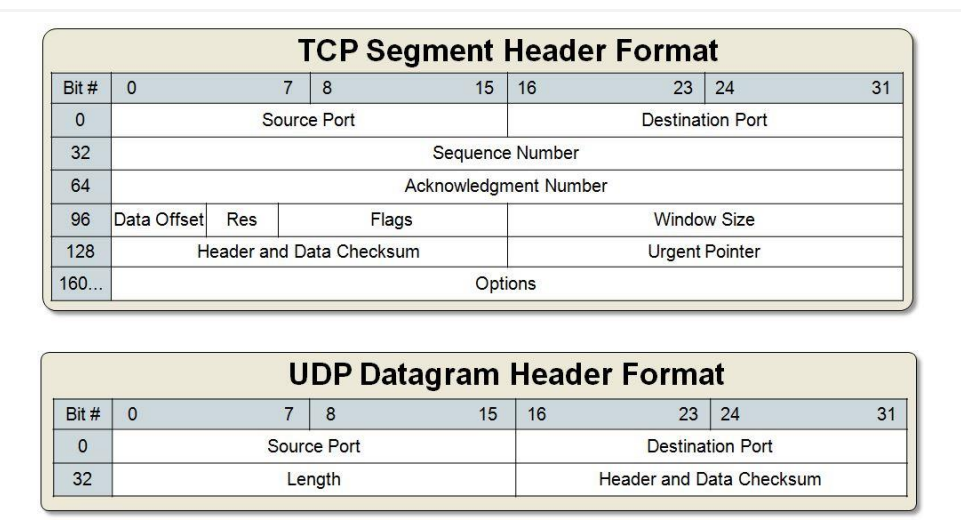 TCP Segment Header Format
Bit # 0 7 8 15 16 23 24 31
0 Source Port Destination Port
32 Sequence Number
64 Acknowledgment Number
96 Data Offset Res Flags Window Size
128 Header and Data Checksum Urgent Pointer
160... Options
UDP Datagram Header Format
Bit # 0 7 8 15 16 23 24 31
0 Source Port Destination Port
32 Length Header and Data Checksum